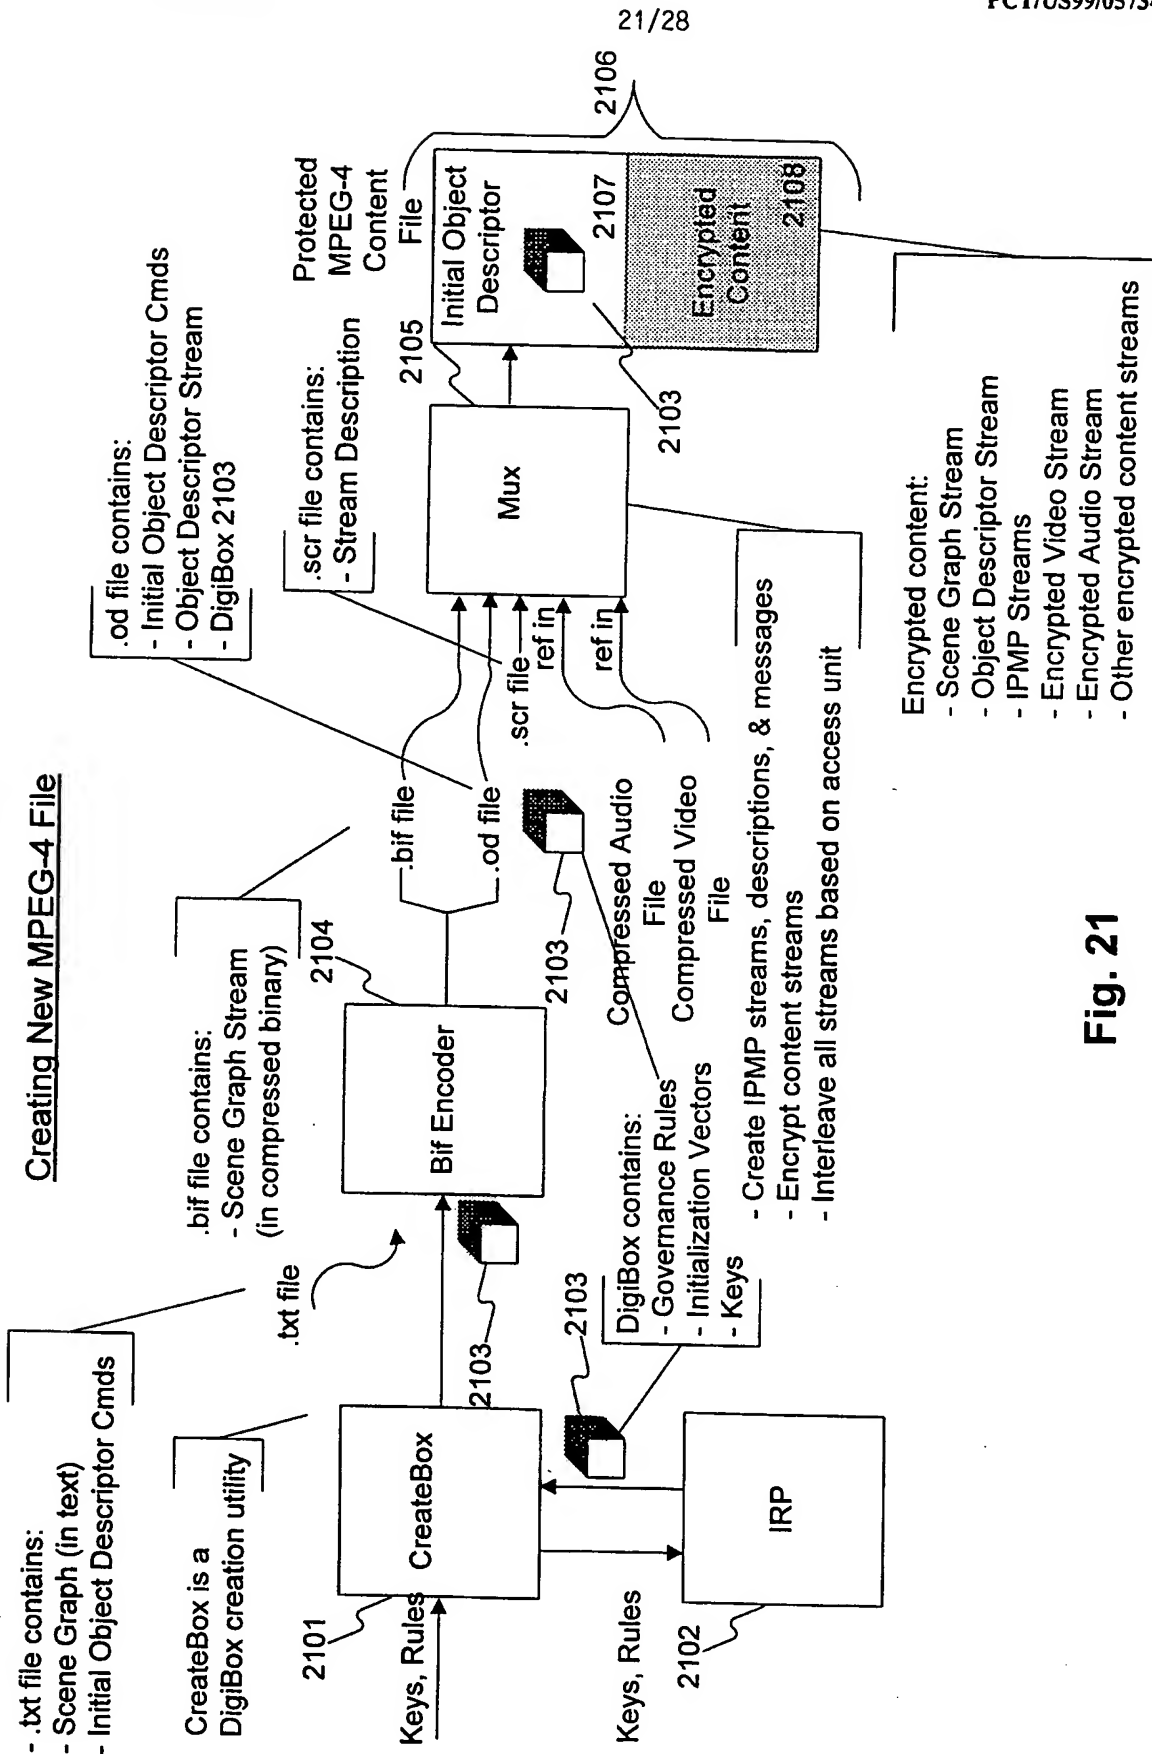 21/28
Creating New MPEG-4 File
- .txt file contains:
- Scene Graph (in text)
- Initial Object Descriptor Cmds
CreateBox is a
DigiBox creation utility
.bif file contains:
- Scene Graph Stream
(in compressed binary)
.od file contains:
- Initial Object Descriptor Cmds
- Object Descriptor Stream
- DigiBox 2103
.scr file contains:
- Stream Description
Protected
MPEG-4
Content
File
2106
2101
Keys, Rules
CreateBox
.txt file
2103
2104
Bif Encoder
.bif file
.od file
2103
.scr file
ref in
ref in
Compressed Audio
File
Compressed Video
File
2105
Mux
Initial Object
Descriptor
2107
Encrypted
Content
2108
2103
Keys, Rules
2102
IRP
2103
DigiBox contains:
- Governance Rules
- Initialization Vectors
- Keys
- Create IPMP streams, descriptions, & messages
- Encrypt content streams
- Interleave all streams based on access unit
Encrypted content:
- Scene Graph Stream
- Object Descriptor Stream
- IPMP Streams
- Encrypted Video Stream
- Encrypted Audio Stream
- Other encrypted content streams
Fig. 21